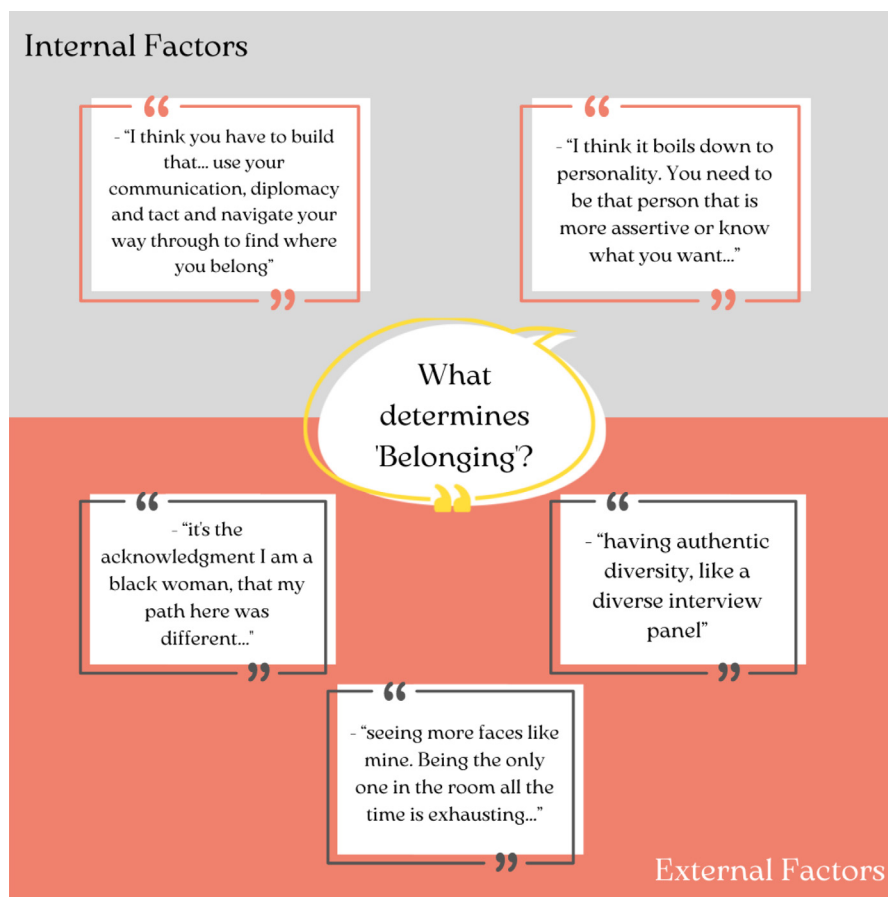 Internal Factors
- “I think you have to build
that... use your
communication, diplomacy
and tact and navigate your
way through to find where
you belong”
- “I think it boils down to
personality. You need to
be that person that is
more assertive or know
what you want...”
What
determines
'Belonging'?
- “it's the
acknowledgment I am a
black woman, that my
path here was
different..."
- “having authentic
diversity, like a
diverse interview
panel”
- “seeing more faces like
mine. Being the only
one in the room all the
time is exhausting...”
External Factors